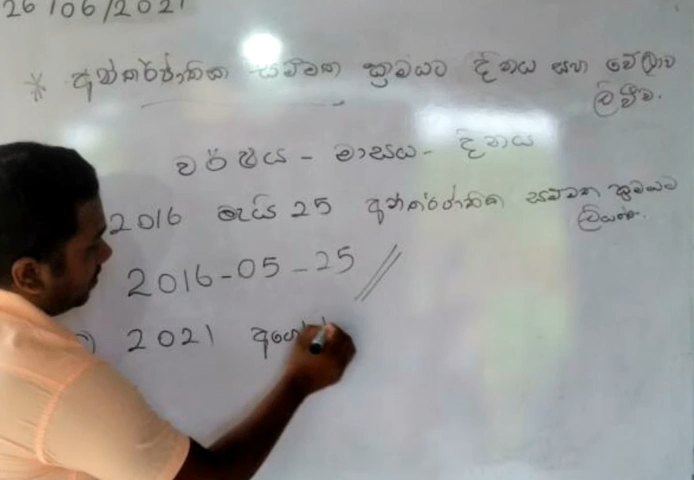 26/06/2021
* අන්තර්ජාතික සම්මත ක්‍රමයට දිනය සහ වේලාව
ලිවීම.
වර්ෂය - මාසය - දිනය
2016 මැයි 25 අන්තර්ජාතික සම්මත ක්‍රමයට
ලියන්න.
2016-05-25
2021 අගෝ